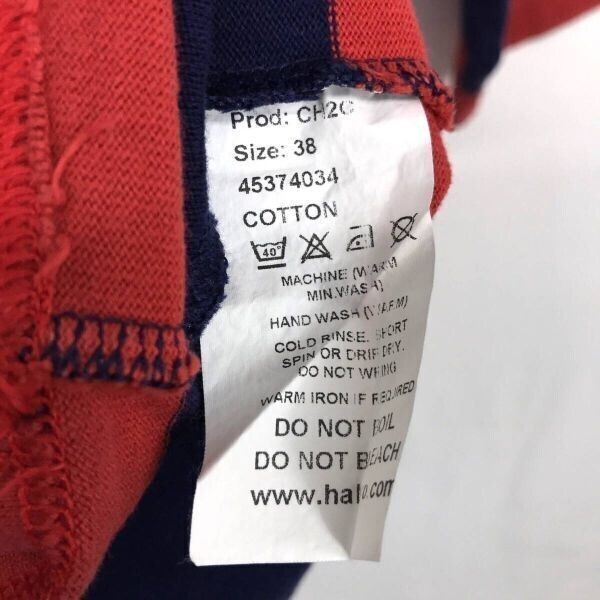 Prod: CH2C
Size: 38
45374034
COTTON
40°
MACHINE (WARM
MIN.WASH)
HAND WASH (WARM)
COLD RINSE. SHORT
SPIN OR DRIP DRY.
DO NOT WRING
WARM IRON IF REQUIRED
DO NOT BOIL
DO NOT BLEACH